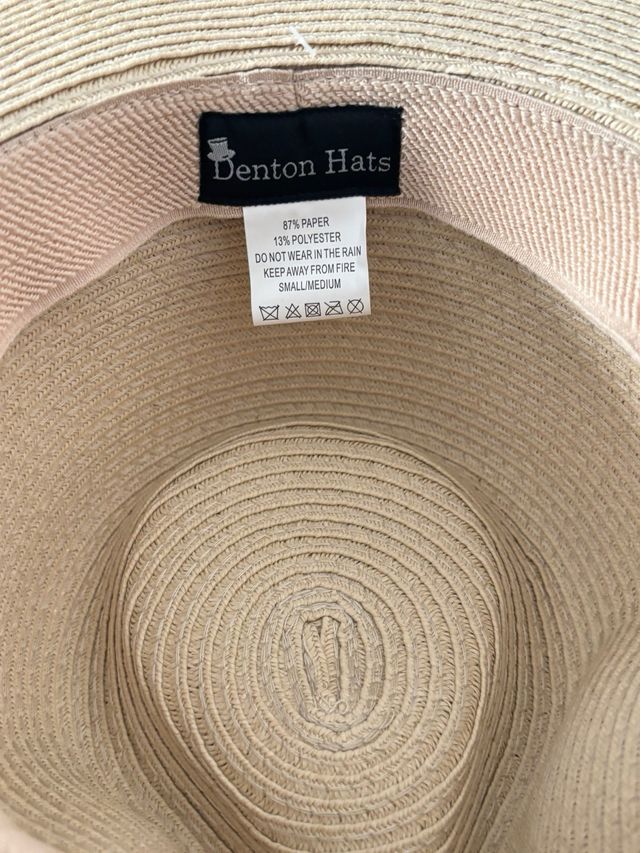 Denton Hats
87% PAPER
13% POLYESTER
DO NOT WEAR IN THE RAIN
KEEP AWAY FROM FIRE
SMALL/MEDIUM